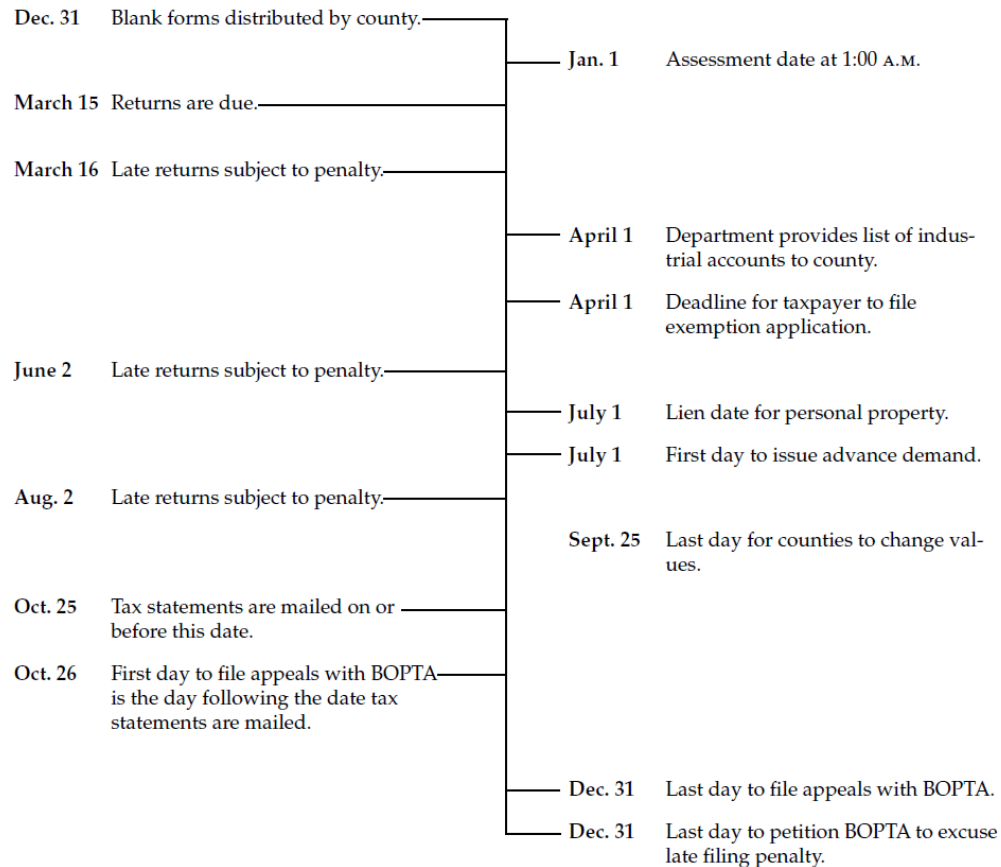 Dec. 31 Blank forms distributed by county.
Jan. 1 Assessment date at 1:00 A.M.
March 15 Returns are due.
March 16 Late returns subject to penalty.
April 1 Department provides list of indus-
trial accounts to county.
April 1 Deadline for taxpayer to file
exemption application.
June 2 Late returns subject to penalty.
July 1 Lien date for personal property.
July 1 First day to issue advance demand.
Aug. 2 Late returns subject to penalty.
Sept. 25 Last day for counties to change val-
ues.
Oct. 25 Tax statements are mailed on or
before this date.
Oct. 26 First day to file appeals with BOPTA
is the day following the date tax
statements are mailed.
Dec. 31 Last day to file appeals with BOPTA.
Dec. 31 Last day to petition BOPTA to excuse
late filing penalty.